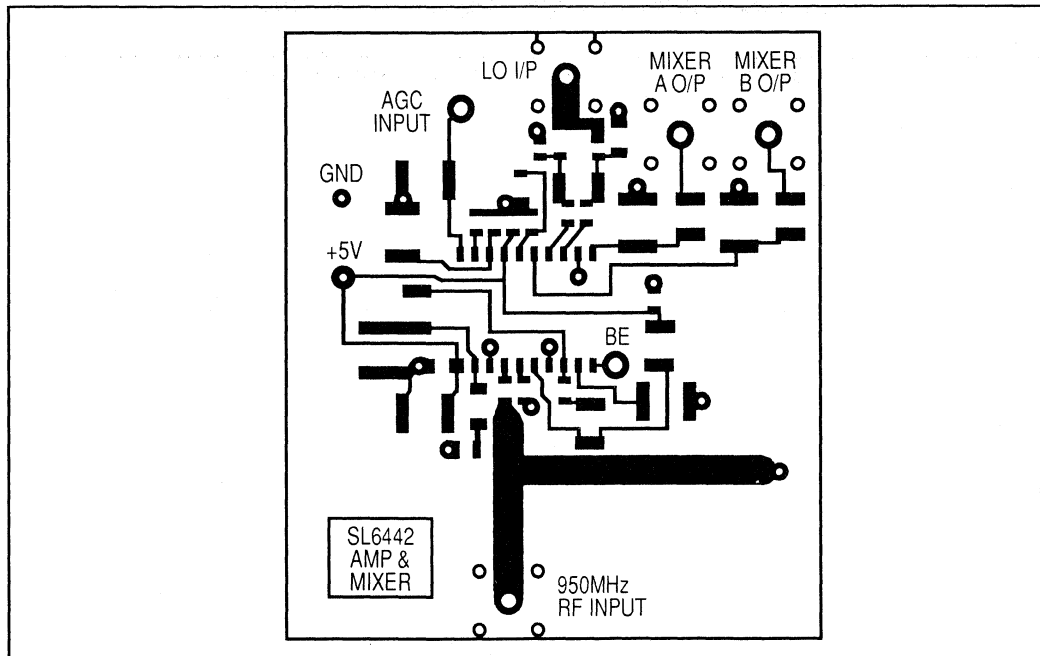 LO I/P
MIXER
A O/P
MIXER
B O/P
AGC
INPUT
GND
+5V
BE
SL6442
AMP &
MIXER
950MHz
RF INPUT